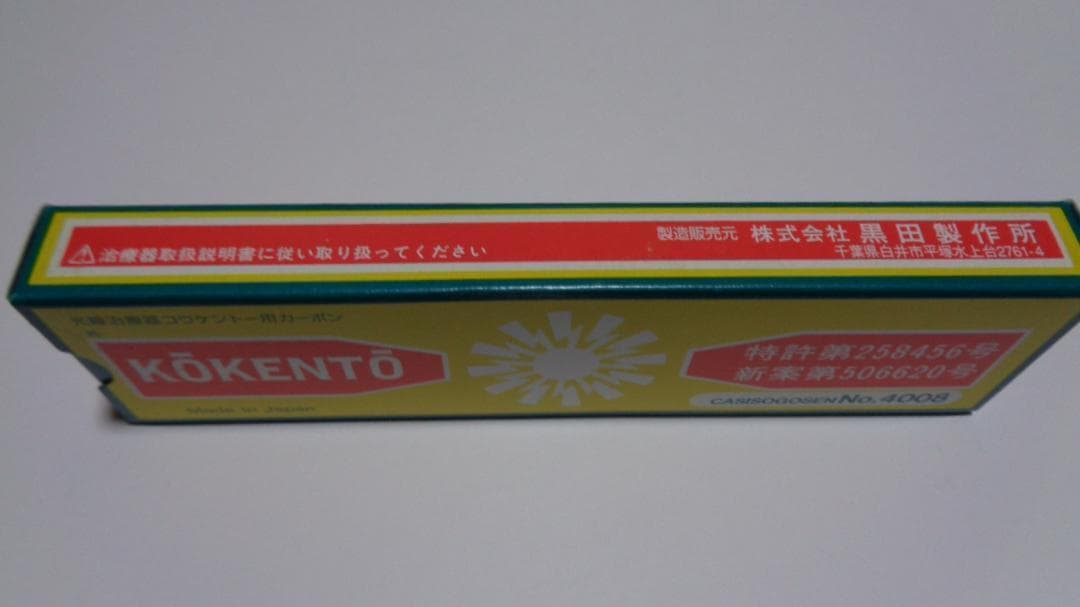 ⚠治療器取扱説明書に従い取り扱ってください
製造販売元 株式会社 黒田製作所
千葉県白井市平塚水上台2761-4
光線治療器コウケントー用カーボン
KŌKENTŌ
Made in Japan
特許第258456号
新案第506620号
CASISOGOSEN No.4008